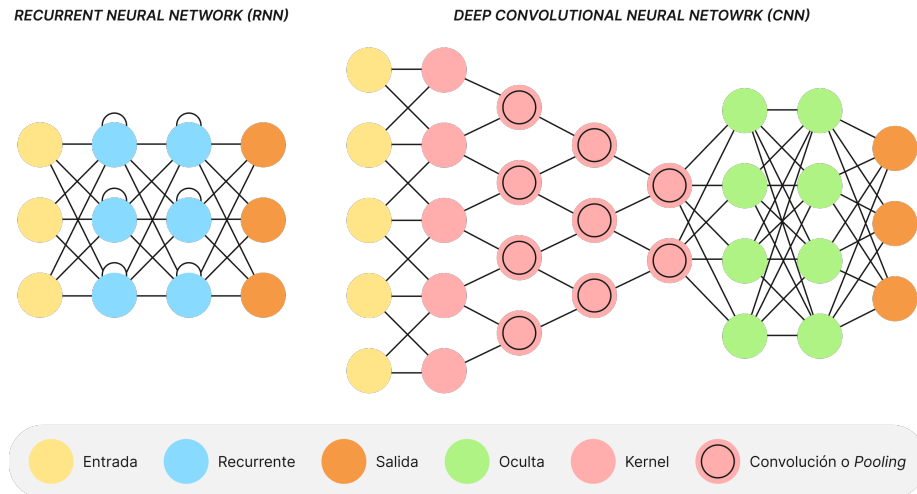 RECURRENT NEURAL NETWORK (RNN)
DEEP CONVOLUTIONAL NEURAL NETOWRK (CNN)
Entrada
Recurrente
Salida
Oculta
Kernel
Convolución o Pooling